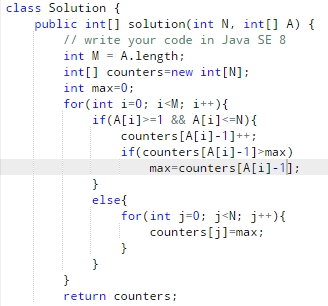 class Solution {
    public int[] solution(int N, int[] A) {
        // write your code in Java SE 8
        int M = A.length;
        int[] counters=new int[N];
        int max=0;
        for(int i=0; i<M; i++){
            if(A[i]>=1 && A[i]<=N){
                counters[A[i]-1]++;
                if(counters[A[i]-1]>max)
                    max=counters[A[i]-1];
            }
            else{
                for(int j=0; j<N; j++){
                    counters[j]=max;
                }
            }
        }
        return counters;